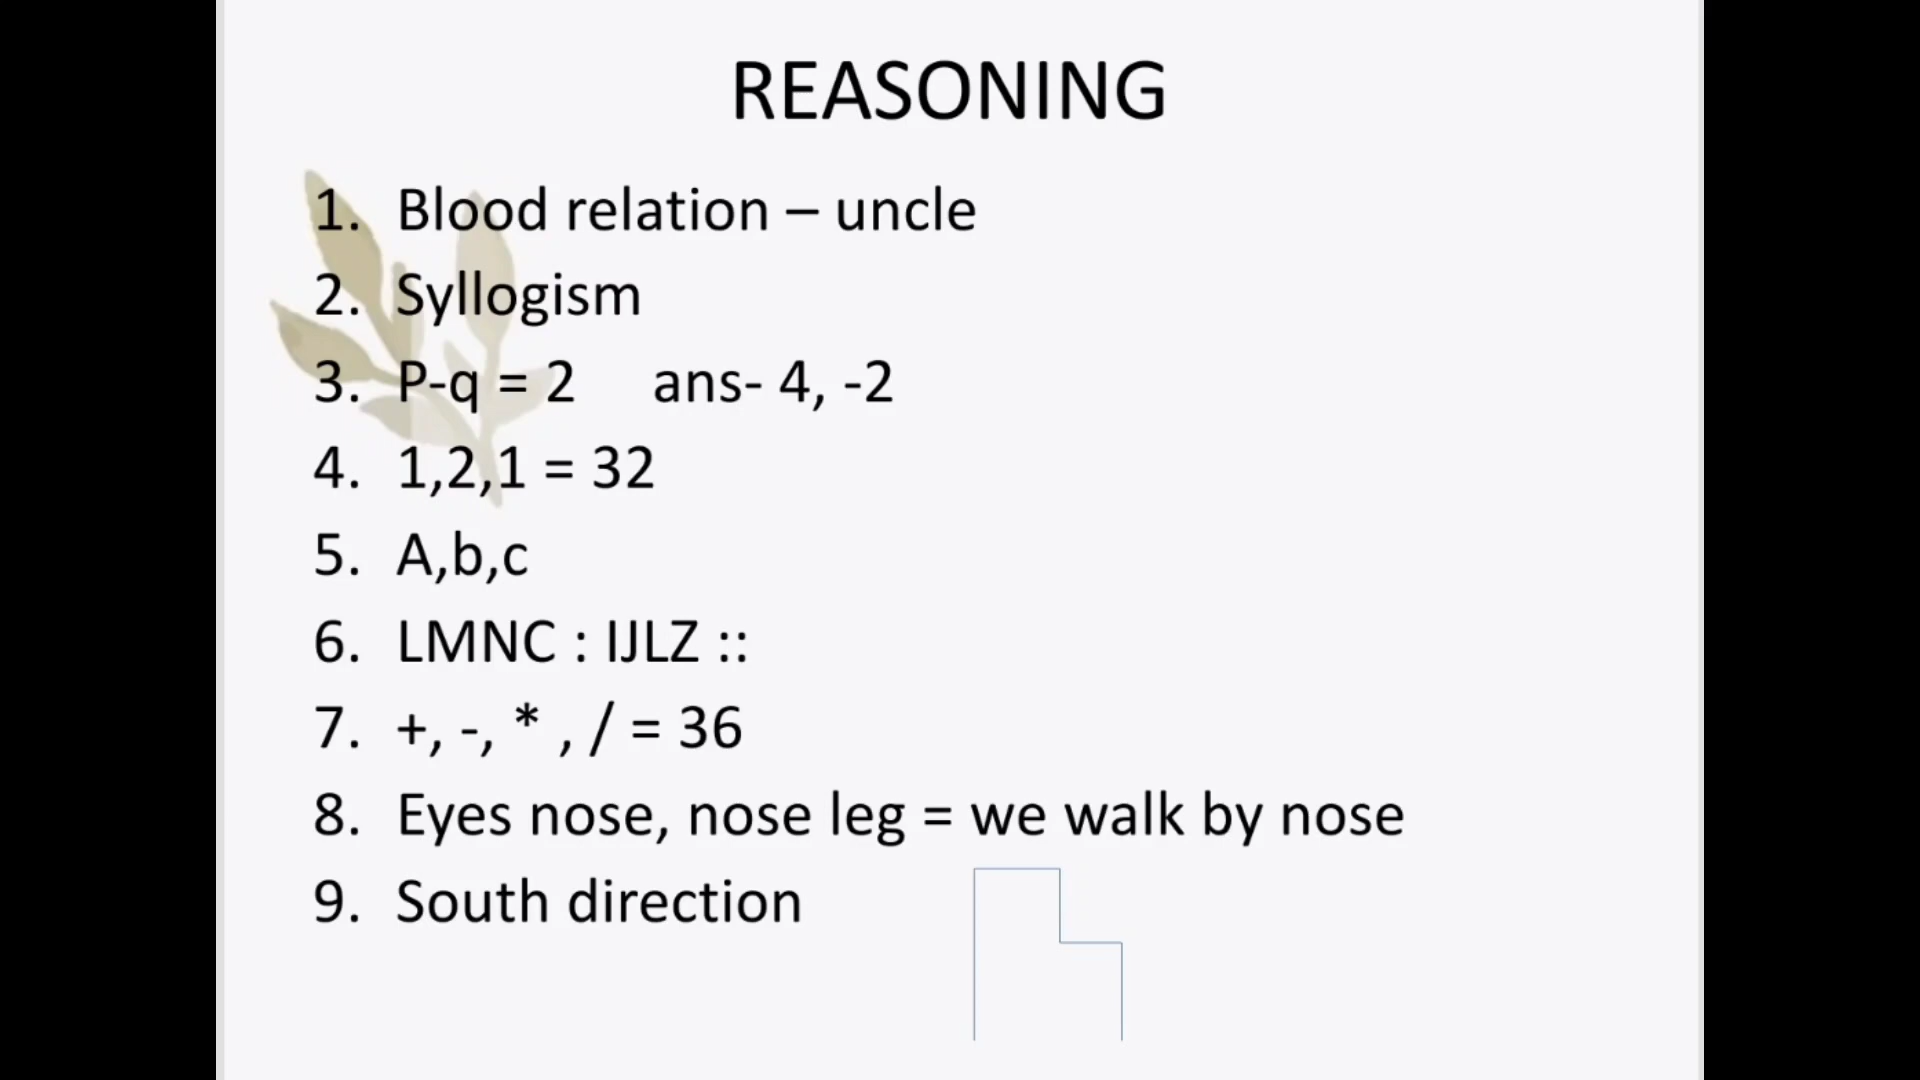 REASONING
1. Blood relation – uncle
2. Syllogism
3. P-q = 2 ans- 4, -2
4. 1,2,1 = 32
5. A,b,c
6. LMNC : IJLZ ::
7. +, -, * , / = 36
8. Eyes nose, nose leg = we walk by nose
9. South direction